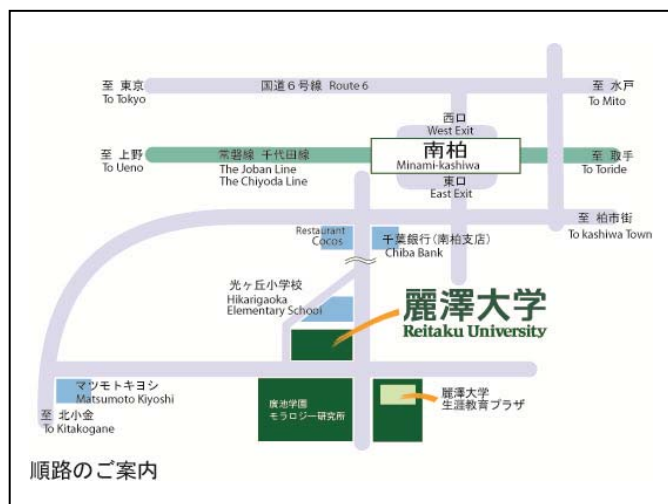 国道6号線 Route 6
至 東京
To Tokyo
至 水戸
To Mito
西口
West Exit
至 上野
To Ueno
常磐線 千代田線
The Joban Line
The Chiyoda Line
南柏
Minami-kashiwa
至 取手
To Toride
東口
East Exit
至 柏市街
To kashiwa Town
Restaurant
Cocos
千葉銀行(南柏支店)
Chiba Bank
光ヶ丘小学校
Hikarigaoka
Elementary School
麗澤大学
Reitaku University
マツモトキヨシ
Matsumoto Kiyoshi
廣池学園
モラロジー研究所
麗澤大学
生涯教育プラザ
至 北小金
To Kitakogane
順路のご案内